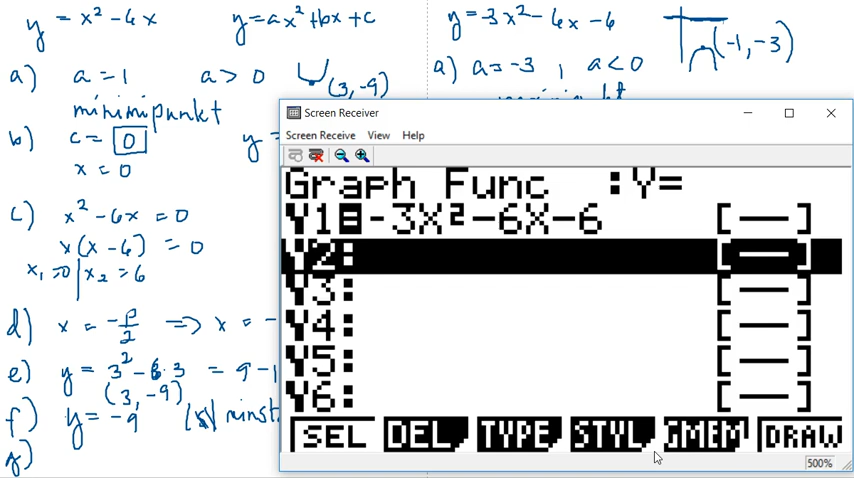 y = x² - 6x
y = ax² + bx + c
a) a = 1 a > 0 (3, -9)
minimipunkt
b) c = 0 y =
x = 0
c) x² - 6x = 0
x(x - 6) = 0
x₁ = 0 | x₂ = 6
d) x = -p/2 => x = -
e) y = 3² - 6·3 = 9 - 1
(3, -9)
f) y = -9
g)
y = -3x² - 6x - 6
(-1, -3)
a) a = -3, a < 0
Screen Receiver
Screen Receive View Help
Graph Func :Y=
Y1=-3X²-6X-6 [—]
Y2: [—]
Y3: [—]
Y4: [—]
Y5: [—]
Y6: [—]
SEL DEL TYPE STYL GMEM DRAW
500%